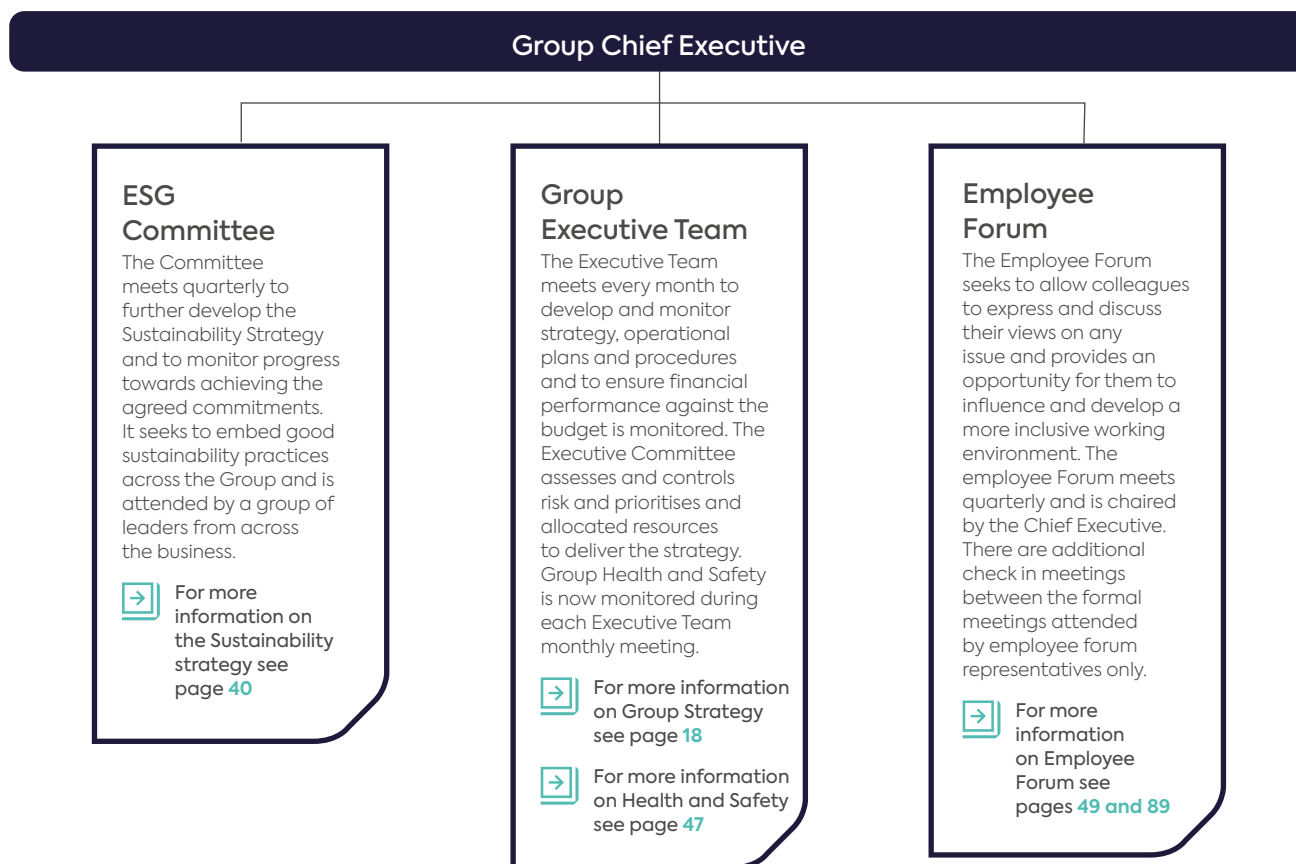 Group Chief Executive
ESG
Committee
The Committee
meets quarterly to
further develop the
Sustainability Strategy
and to monitor progress
towards achieving the
agreed commitments.
It seeks to embed good
sustainability practices
across the Group and is
attended by a group of
leaders from across
the business.
For more
information on
the Sustainability
strategy see
page 40
Group
Executive Team
The Executive Team
meets every month to
develop and monitor
strategy, operational
plans and procedures
and to ensure financial
performance against the
budget is monitored. The
Executive Committee
assesses and controls
risk and prioritises and
allocated resources
to deliver the strategy.
Group Health and Safety
is now monitored during
each Executive Team
monthly meeting.
For more information
on Group Strategy
see page 18
For more information
on Health and Safety
see page 47
Employee
Forum
The Employee Forum
seeks to allow colleagues
to express and discuss
their views on any
issue and provides an
opportunity for them to
influence and develop a
more inclusive working
environment. The
employee Forum meets
quarterly and is chaired
by the Chief Executive.
There are additional
check in meetings
between the formal
meetings attended
by employee forum
representatives only.
For more
information
on Employee
Forum see
pages 49 and 89